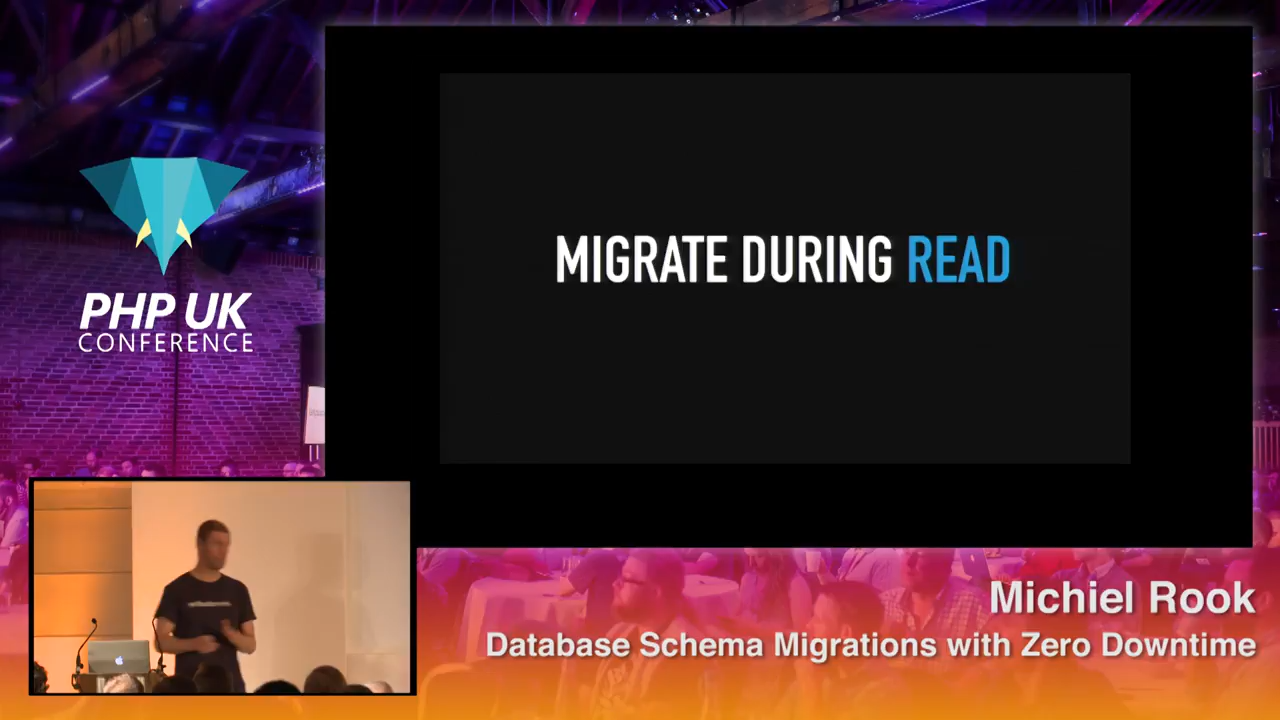 MIGRATE DURING READ
PHP UK
CONFERENCE
Michiel Rook
Database Schema Migrations with Zero Downtime